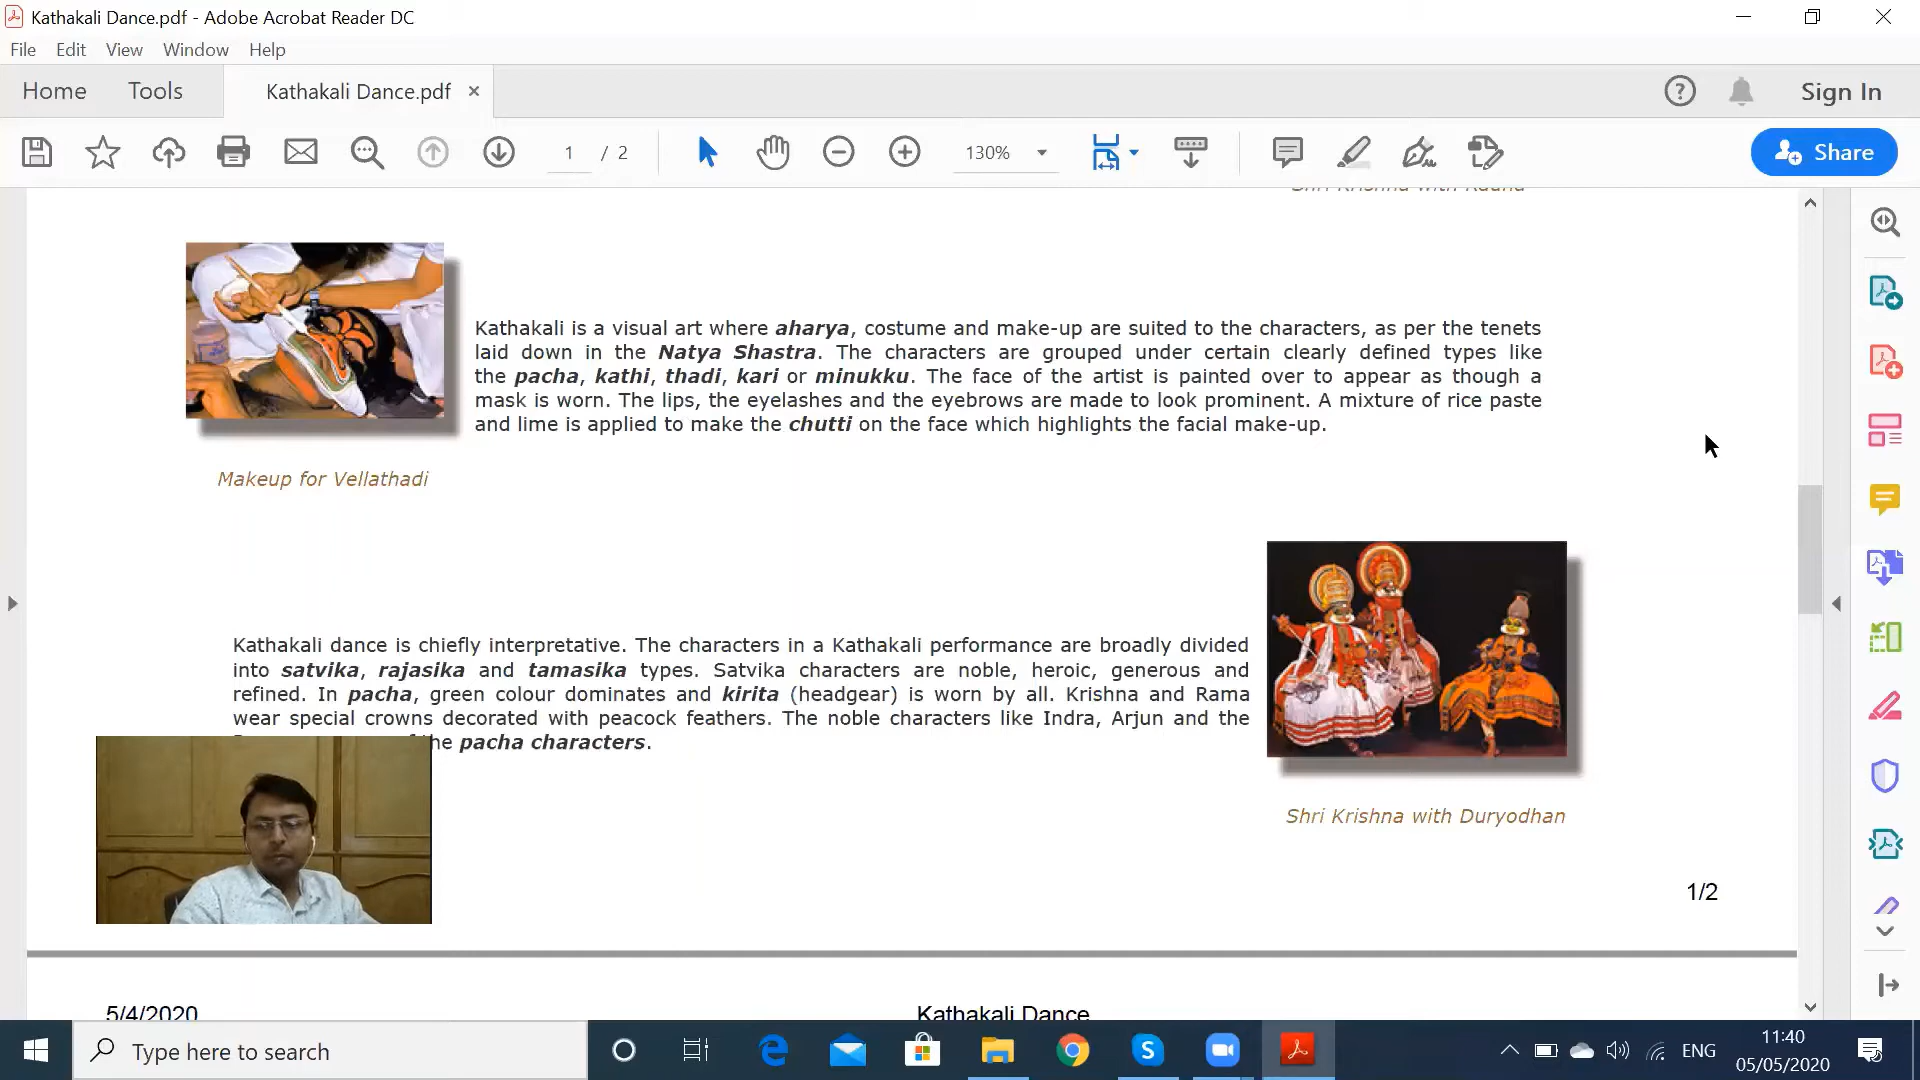 Kathakali Dance.pdf - Adobe Acrobat Reader DC
File Edit View Window Help
Home Tools Kathakali Dance.pdf × Sign In
1 / 2 130% Share
Shri Krishna with Radha
Kathakali is a visual art where aharya, costume and make-up are suited to the characters, as per the tenets
laid down in the Natya Shastra. The characters are grouped under certain clearly defined types like
the pacha, kathi, thadi, kari or minukku. The face of the artist is painted over to appear as though a
mask is worn. The lips, the eyelashes and the eyebrows are made to look prominent. A mixture of rice paste
and lime is applied to make the chutti on the face which highlights the facial make-up.
Makeup for Vellathadi
Kathakali dance is chiefly interpretative. The characters in a Kathakali performance are broadly divided
into satvika, rajasika and tamasika types. Satvika characters are noble, heroic, generous and
refined. In pacha, green colour dominates and kirita (headgear) is worn by all. Krishna and Rama
wear special crowns decorated with peacock feathers. The noble characters like Indra, Arjun and the
the pacha characters.
Shri Krishna with Duryodhan
1/2
5/4/2020 Kathakali Dance
Type here to search
ENG
11:40
05/05/2020